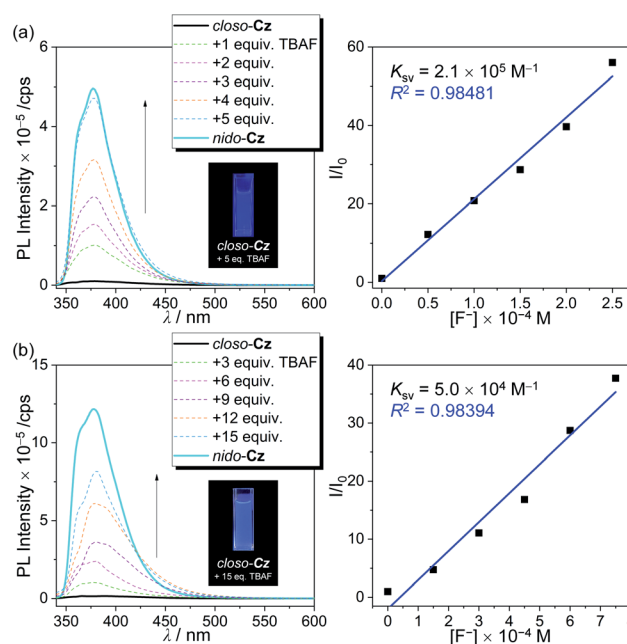 (a)
PL Intensity × 10⁻⁵ /cps
6
4
2
0
350 400 450 500 550 600
λ / nm
closo-Cz
+1 equiv. TBAF
+2 equiv.
+3 equiv.
+4 equiv.
+5 equiv.
nido-Cz
closo-Cz
+ 5 eq. TBAF
I/I₀
60
40
20
0
Ksv = 2.1 × 10⁵ M⁻¹
R² = 0.98481
0.0 0.5 1.0 1.5 2.0 2.5
[F⁻] × 10⁻⁴ M
(b)
PL Intensity × 10⁻⁵ /cps
15
10
5
0
350 400 450 500 550 600
λ / nm
closo-Cz
+3 equiv. TBAF
+6 equiv.
+9 equiv.
+12 equiv.
+15 equiv.
nido-Cz
closo-Cz
+ 15 eq. TBAF
I/I₀
40
30
20
10
0
Ksv = 5.0 × 10⁴ M⁻¹
R² = 0.98394
0 1 2 3 4 5 6 7
[F⁻] × 10⁻⁴ M